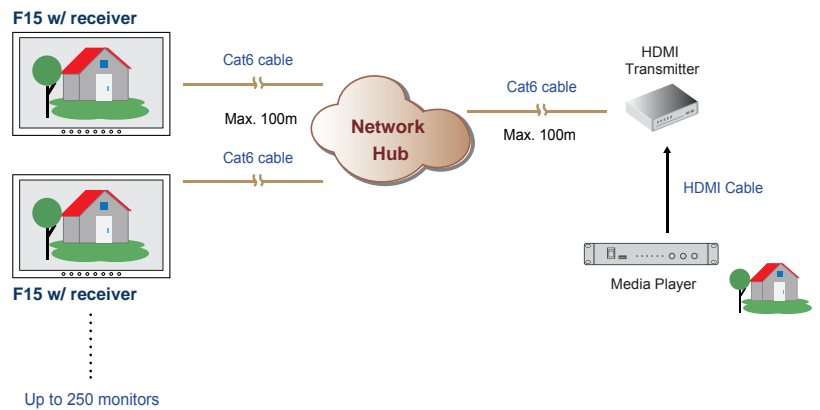 F15 w/ receiver
Cat6 cable
Max. 100m
Cat6 cable
F15 w/ receiver
Up to 250 monitors
Network
Hub
Cat6 cable
Max. 100m
HDMI
Transmitter
HDMI Cable
Media Player